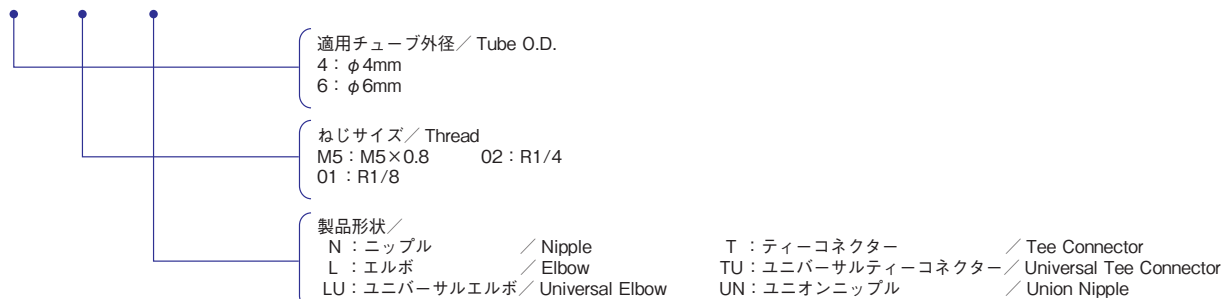 適用チューブ外径／ Tube O.D.
4：φ4mm
6：φ6mm
ねじサイズ／ Thread
M5：M5×0.8 02：R1/4
01：R1/8
製品形状／
N：ニップル ／ Nipple T：ティーコネクター ／ Tee Connector
L：エルボ ／ Elbow TU：ユニバーサルティーコネクター／ Universal Tee Connector
LU：ユニバーサルエルボ／ Universal Elbow UN：ユニオンニップル ／ Union Nipple